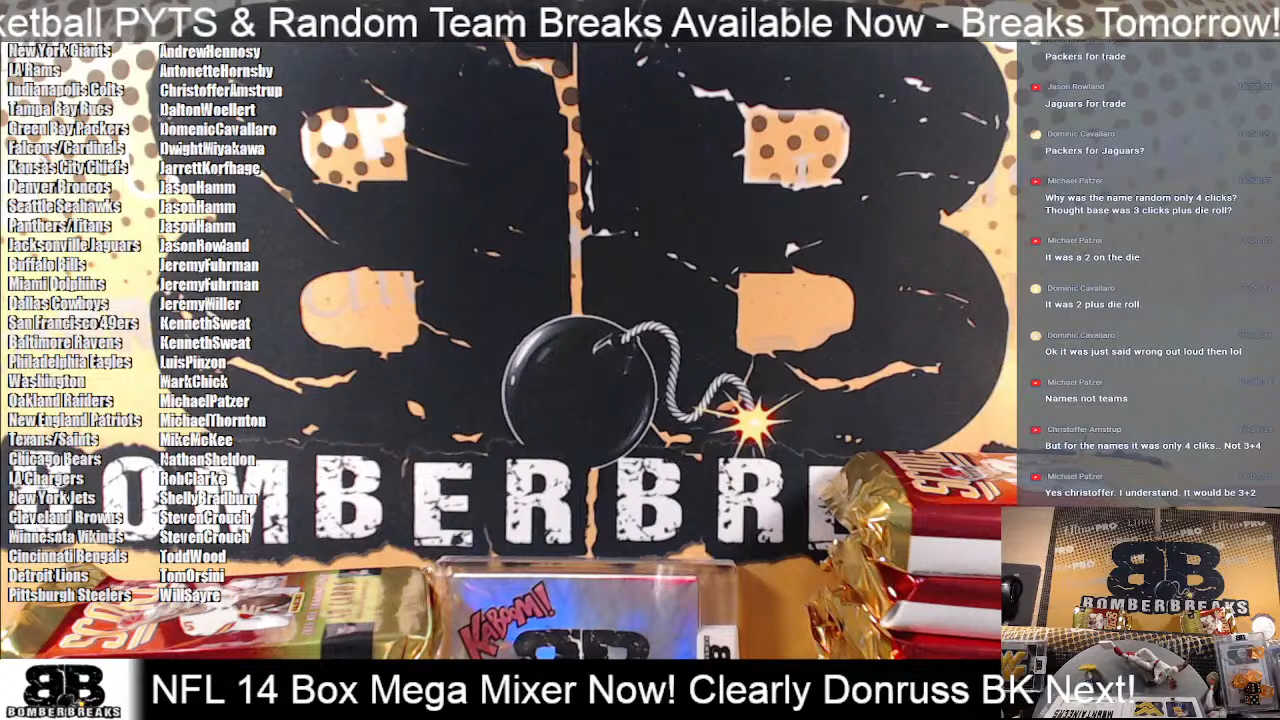 ketball PYTS & Random Team Breaks Available Now - Breaks Tomorrow!
New York Giants AndrewHennosy
LA Rams AntonetteHornsby
Indianapolis Colts ChristofferAmstrup
Tampa Bay Bucs DaltonWoellert
Green Bay Packers DomenicCavallaro
Falcons/Cardinals DwightMiyakawa
Kansas City Chiefs JarrettKorfhage
Denver Broncos JasonHamm
Seattle Seahawks JasonHamm
Panthers/Titans JasonHamm
Jacksonville Jaguars JasonRowland
Buffalo Bills JeremyFuhrman
Miami Dolphins JeremyFuhrman
Dallas Cowboys JeremyMiller
San Francisco 49ers KennethSweat
Baltimore Ravens KennethSweat
Philadelphia Eagles LuisPinzon
Washington MarkChick
Oakland Raiders MichaelPatzer
New England Patriots MichaelThornton
Texans/Saints MikeMcKee
Chicago Bears NathanSheldon
LA Chargers RobClarke
New York Jets ShellyBradburn
Cleveland Browns StevenCrouch
Minnesota Vikings StevenCrouch
Cincinnati Bengals ToddWood
Detroit Lions TomOrsini
Pittsburgh Steelers WillSayre
OMBERBRE
KABOOM!
Packers for trade
Jason Rowland
Jaguars for trade
Dominic Cavallaro
Packers for Jaguars?
Michael Patzer
Why was the name random only 4 clicks?
Thought base was 3 clicks plus die roll?
Michael Patzer
It was a 2 on the die
Dominic Cavallaro
It was 2 plus die roll.
Dominic Cavallaro
Ok it was just said wrong out loud then lol
Michael Patzer
Names not teams
Christoffer Amstrup
But for the names it was only 4 cliks.. Not 3+4
Michael Patzer
Yes christoffer. I understand. It would be 3+2
BB
BOMBERBREAKS
BB
BOMBERBREAKS
NFL 14 Box Mega Mixer Now! Clearly Donruss BK Next!